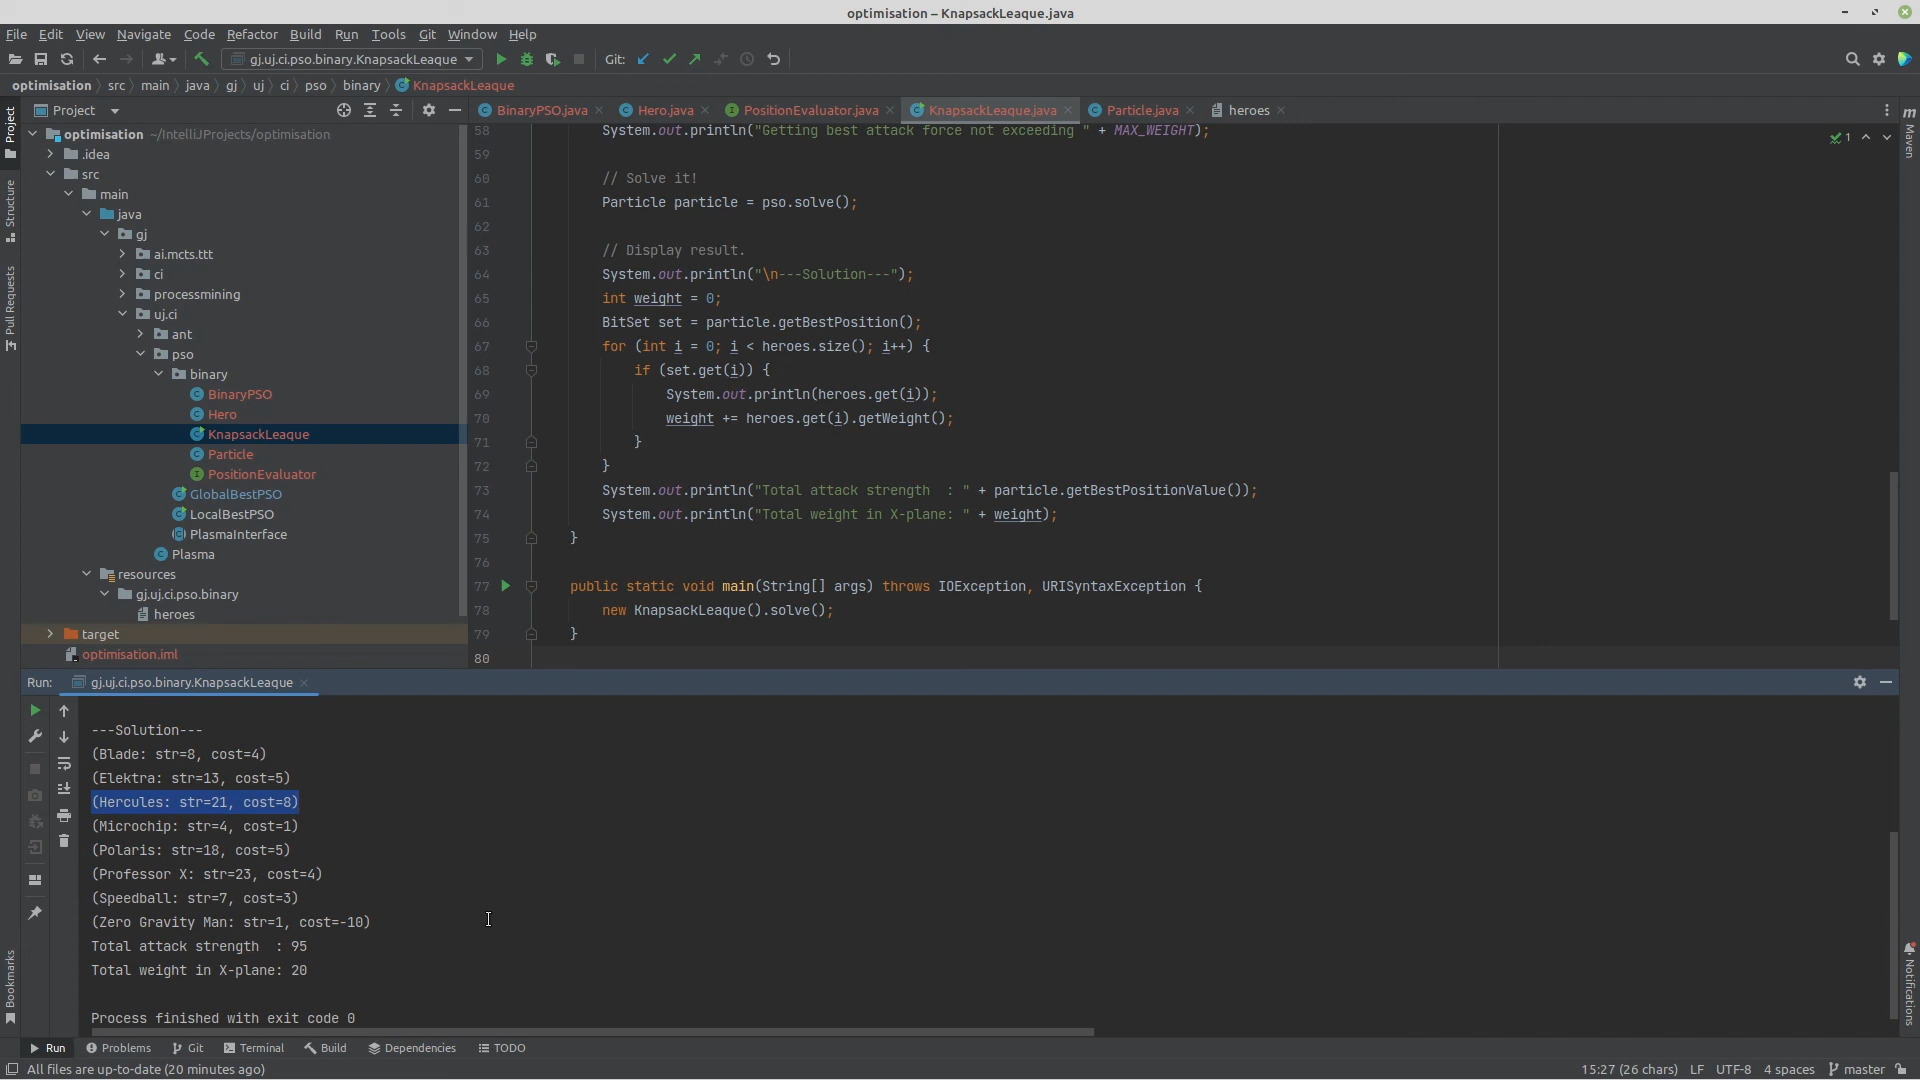 optimisation – KnapsackLeaque.java
File Edit View Navigate Code Refactor Build Run Tools Git Window Help
gj.uj.ci.pso.binary.KnapsackLeaque Git:
optimisation src main java gj uj ci pso binary KnapsackLeaque
Project
BinaryPSO.java Hero.java PositionEvaluator.java KnapsackLeaque.java Particle.java heroes
optimisation ~/IntelliJProjects/optimisation
.idea
src
main
java
gj
ai.mcts.ttt
ci
processmining
uj.ci
ant
pso
binary
BinaryPSO
Hero
KnapsackLeaque
Particle
PositionEvaluator
GlobalBestPSO
LocalBestPSO
PlasmaInterface
Plasma
resources
gj.uj.ci.pso.binary
heroes
target
optimisation.iml
Project
Structure
Pull Requests
Bookmarks
58 System.out.println("Getting best attack force not exceeding " + MAX_WEIGHT);
59
60 // Solve it!
61 Particle particle = pso.solve();
62
63 // Display result.
64 System.out.println("\n---Solution---");
65 int weight = 0;
66 BitSet set = particle.getBestPosition();
67 for (int i = 0; i < heroes.size(); i++) {
68 if (set.get(i)) {
69 System.out.println(heroes.get(i));
70 weight += heroes.get(i).getWeight();
71 }
72 }
73 System.out.println("Total attack strength  : " + particle.getBestPositionValue());
74 System.out.println("Total weight in X-plane: " + weight);
75 }
76
77 public static void main(String[] args) throws IOException, URISyntaxException {
78 new KnapsackLeaque().solve();
79 }
80
1
m
Maven
Notifications
Run: gj.uj.ci.pso.binary.KnapsackLeaque
---Solution---
(Blade: str=8, cost=4)
(Elektra: str=13, cost=5)
(Hercules: str=21, cost=8)
(Microchip: str=4, cost=1)
(Polaris: str=18, cost=5)
(Professor X: str=23, cost=4)
(Speedball: str=7, cost=3)
(Zero Gravity Man: str=1, cost=-10)
Total attack strength  : 95
Total weight in X-plane: 20
Process finished with exit code 0
Run Problems Git Terminal Build Dependencies TODO
All files are up-to-date (20 minutes ago) 15:27 (26 chars) LF UTF-8 4 spaces master